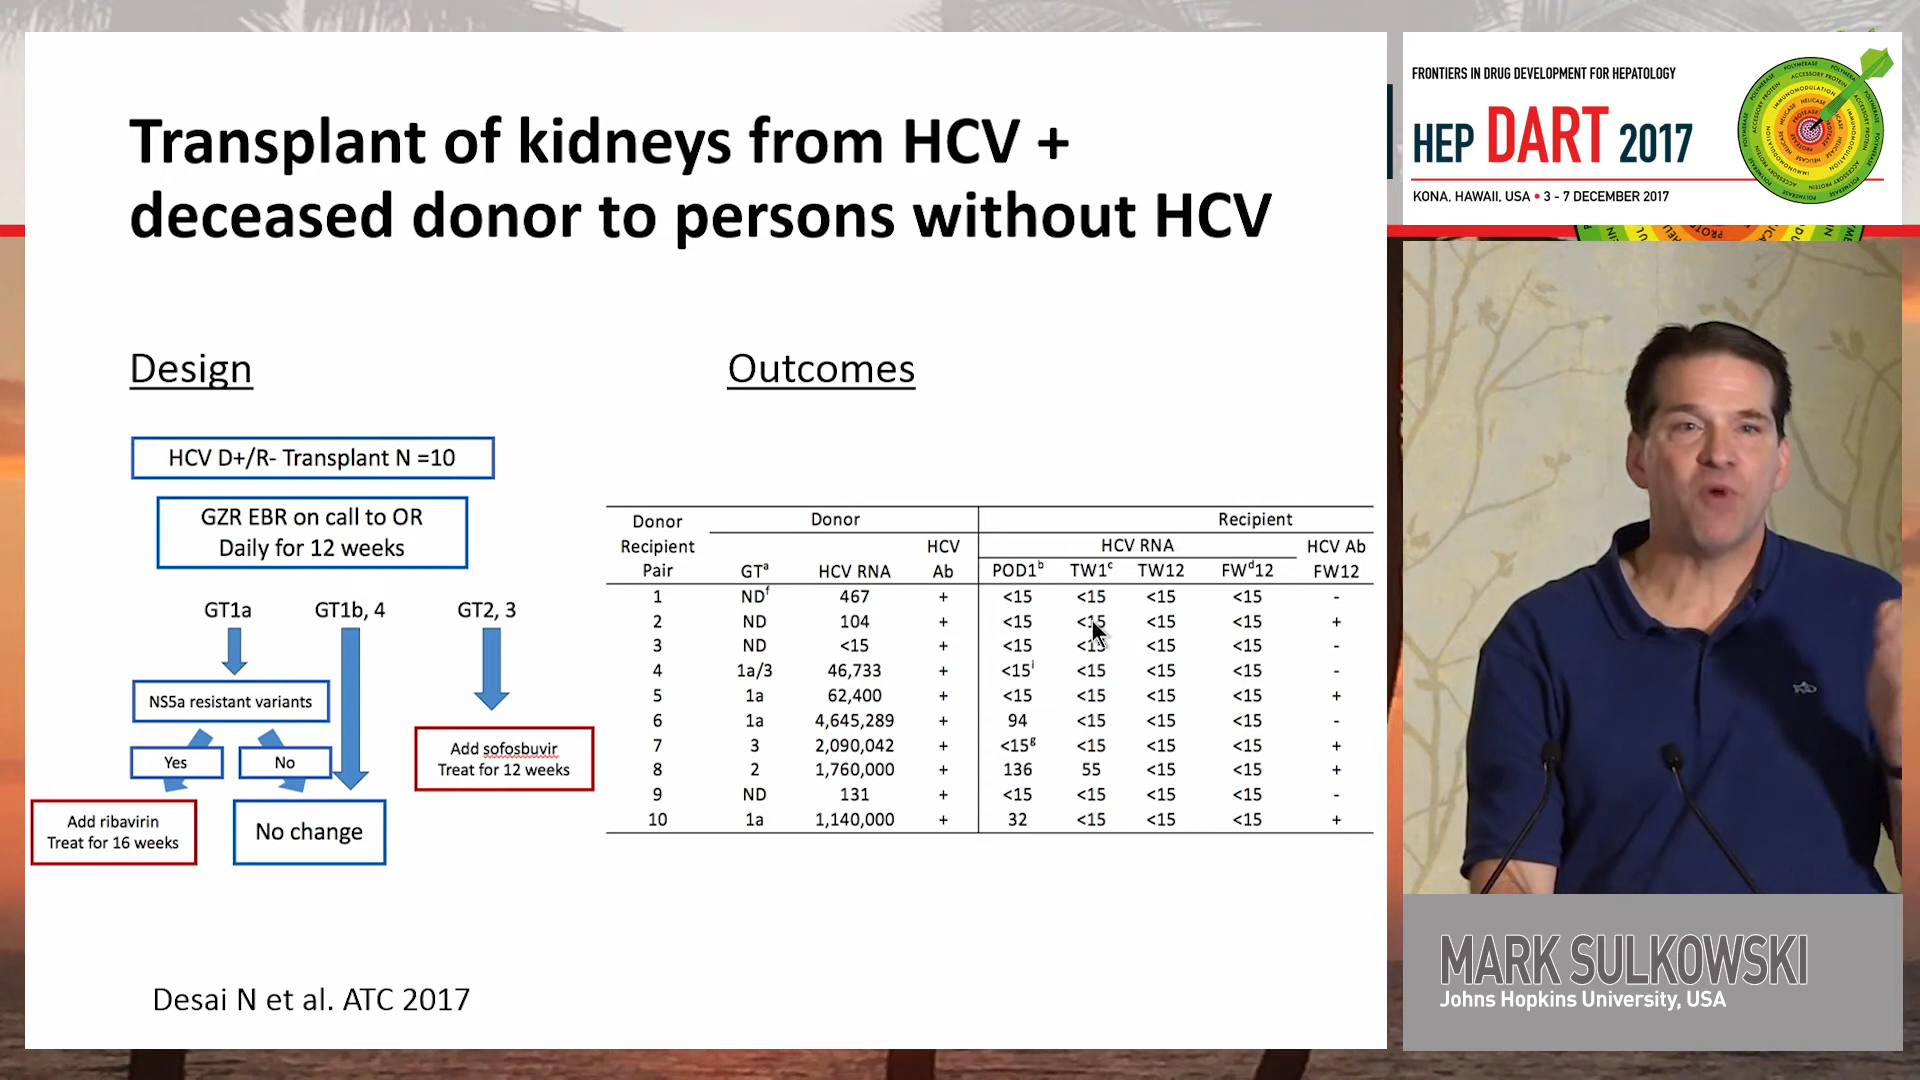 Transplant of kidneys from HCV +
deceased donor to persons without HCV
Design
HCV D+/R- Transplant N =10
GZR EBR on call to OR
Daily for 12 weeks
GT1a
GT1b, 4
GT2, 3
NS5a resistant variants
Yes
No
Add sofosbuvir
Treat for 12 weeks
Add ribavirin
Treat for 16 weeks
No change
Outcomes
Donor Recipient
Donor
Recipient HCV HCV RNA HCV Ab
Pair GTᵃ HCV RNA Ab POD1ᵇ TW1ᶜ TW12 FWᵈ12 FW12
1 NDᶠ 467 + <15 <15 <15 <15 -
2 ND 104 + <15 <15 <15 <15 +
3 ND <15 + <15 <15 <15 <15 -
4 1a/3 46,733 + <15ⁱ <15 <15 <15 -
5 1a 62,400 + <15 <15 <15 <15 +
6 1a 4,645,289 + 94 <15 <15 <15 -
7 3 2,090,042 + <15ᵍ <15 <15 <15 +
8 2 1,760,000 + 136 55 <15 <15 +
9 ND 131 + <15 <15 <15 <15 -
10 1a 1,140,000 + 32 <15 <15 <15 +
Desai N et al. ATC 2017
FRONTIERS IN DRUG DEVELOPMENT FOR HEPATOLOGY
HEP DART 2017
KONA, HAWAII, USA • 3 - 7 DECEMBER 2017
MARK SULKOWSKI
Johns Hopkins University, USA